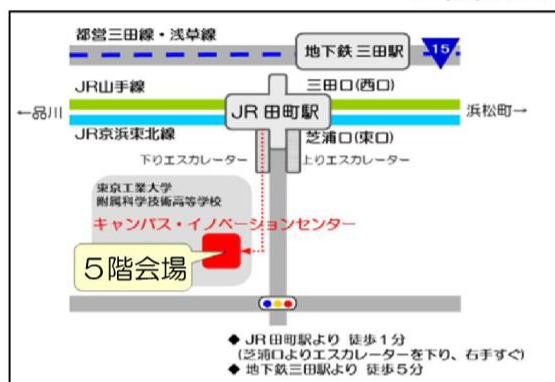 都営三田線・浅草線
地下鉄 三田駅
15
JR山手線
三田口(西口)
←品川
JR 田町駅
浜松町→
JR京浜東北線
芝浦口(東口)
下りエスカレーター
上りエスカレーター
東京工業大学
附属科学技術高等学校
キャンパス・イノベーションセンター
5階会場
◆ JR田町駅より 徒歩1分
(芝浦口よりエスカレーターを下り、右手すぐ)
◆ 地下鉄三田駅より 徒歩5分